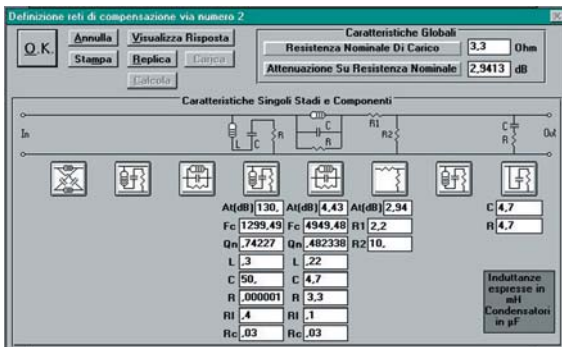 Definizione reti di compensazione via numero 2
O.K.
Annulla
Visualizza Risposta
Stampa
Replica
Carica
Calcola
Caratteristiche Globali
Resistenza Nominale Di Carico 3,3 Ohm
Attenuazione Su Resistenza Nominale 2,9413 dB
Caratteristiche Singoli Stadi e Componenti
In L C R C R R1 R2 C R Out
At(dB) 130, At(dB) 4,43 At(dB) 2,94 C 4,7
Fc 1299,49 Fc 4949,48 R1 2,2 R 4,7
Qn ,74227 Qn ,482338 R2 10,
L ,3 L ,22
C 50, C 4,7
R ,000001 R 3,3
Rl ,4 Rl ,1
Rc ,03 Rc ,03
Induttanze
espresse in
mH
Condensatori
in µF